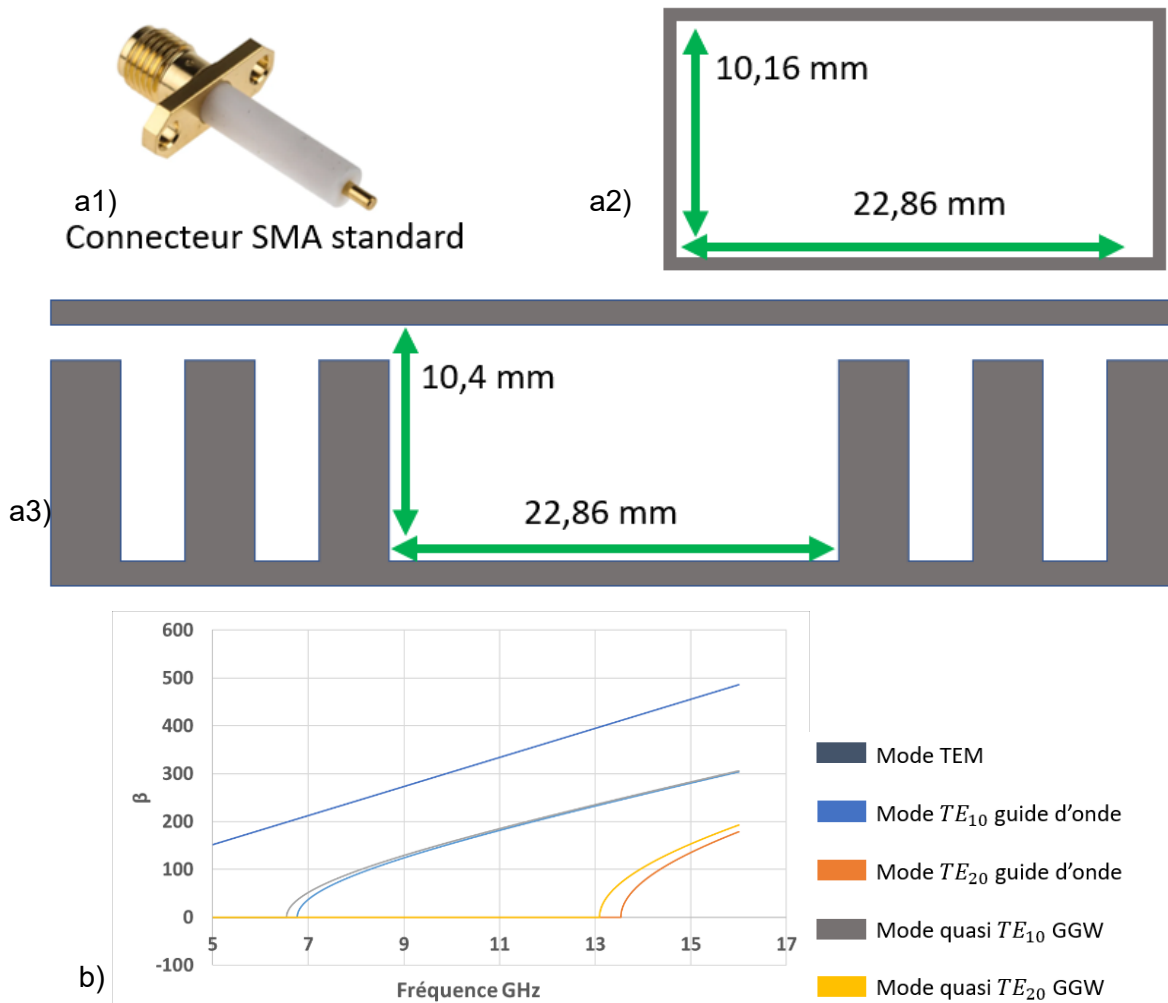 a1)
Connecteur SMA standard
a2)
10,16 mm
22,86 mm
a3)
10,4 mm
22,86 mm
b)
600
500
400
300
200
100
0
-100
β
5 7 9 11 13 15 17
Fréquence GHz
Mode TEM
Mode TE₁₀ guide d'onde
Mode TE₂₀ guide d'onde
Mode quasi TE₁₀ GGW
Mode quasi TE₂₀ GGW